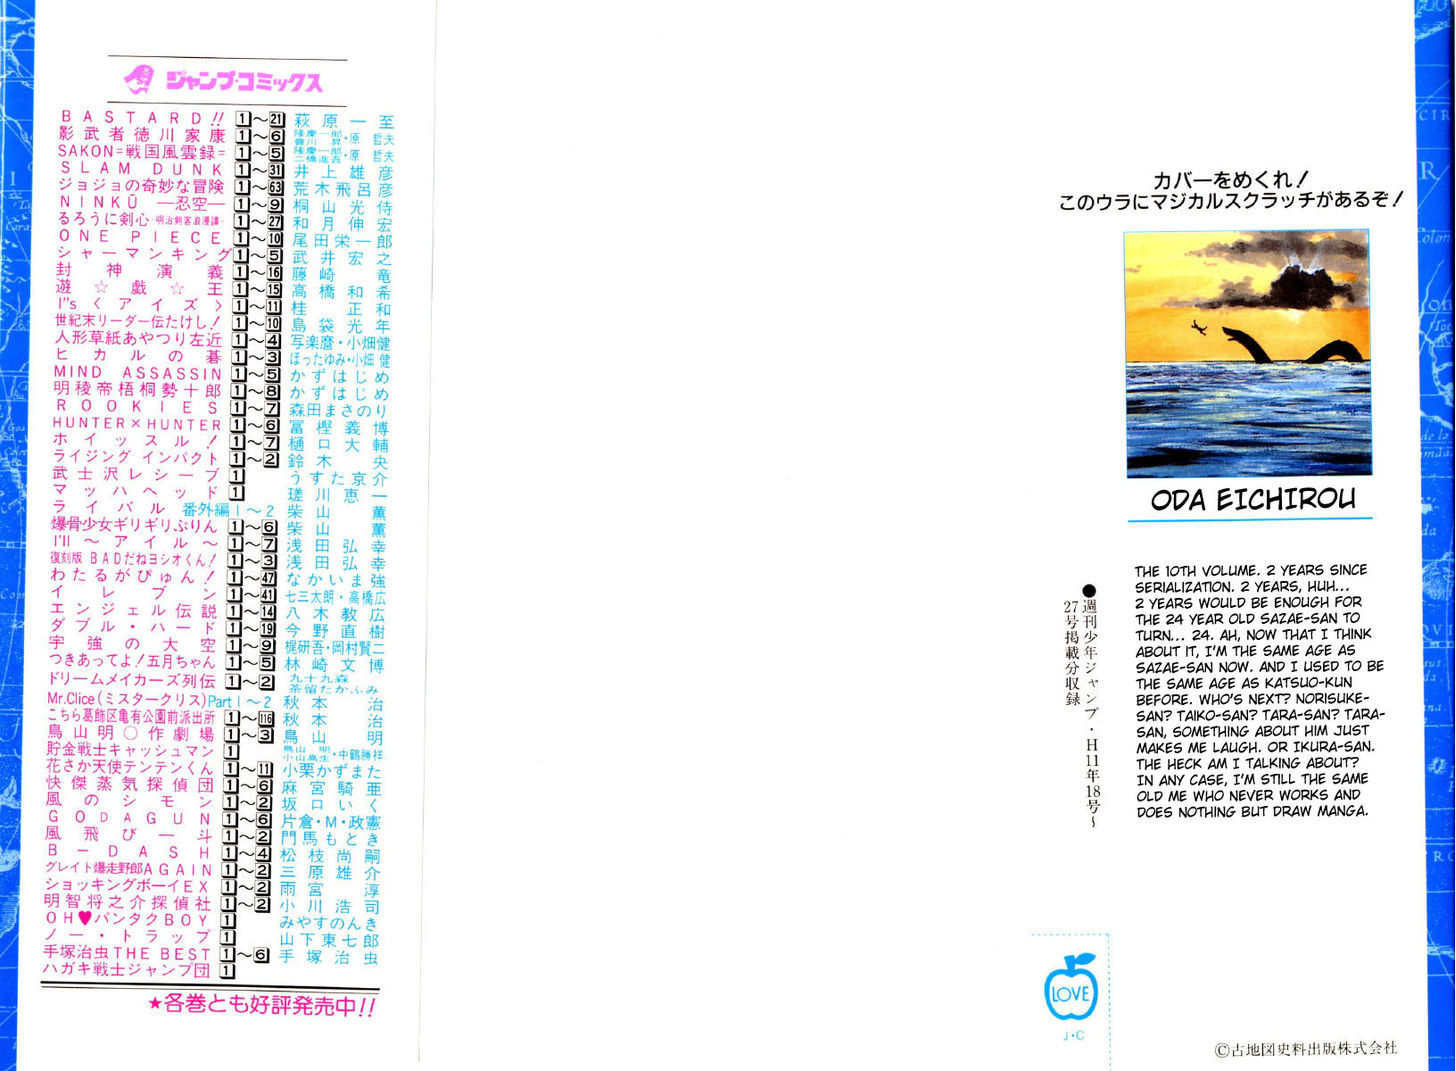 ジャンプ・コミックス
BASTARD!! 1～21 萩原一至
影武者徳川家康 1～6 隆慶一郎・會川昇・原哲夫
SAKON=戦国風雲録= 1～5 隆慶一郎・二橋進吾・原哲夫
SLAM DUNK 1～31 井上雄彦
ジョジョの奇妙な冒険 1～63 荒木飛呂彦
NINKŪ —忍空— 1～9 桐山光侍
るろうに剣心-明治剣客浪漫譚- 1～27 和月伸宏
ONE PIECE 1～10 尾田栄一郎
シャーマンキング 1～5 武井宏之
封神演義 1～16 藤崎竜
遊☆戯☆王 1～15 高橋和希
I"s〈アイズ〉 1～11 桂正和
世紀末リーダー伝たけし! 1～10 島袋光年
人形草紙あやつり左近 1～4 写楽麿・小畑健
ヒカルの碁 1～3 ほったゆみ・小畑健
MIND ASSASSIN 1～5 かずはじめ
明稜帝梧桐勢十郎 1～8 かずはじめ
ROOKIES 1～7 森田まさのり
HUNTER×HUNTER 1～6 冨樫義博
ホイッスル! 1～7 樋口大輔
ライジング インパクト 1～2 鈴木央
武士沢レシーブ 1 うすた京介
マッハヘッド 1 瑳川恵一
ライバル 番外編1～2 柴山薫
爆骨少女ギリギリぷりん 1～6 柴山薫
I'll ～アイル～ 1～7 浅田弘幸
復刻版 BADだねヨシオくん! 1～3 浅田弘幸
わたるがぴゅん! 1～47 なかいま強
イレブン 1～41 七三太朗・高橋広
エンジェル伝説 1～14 八木教広
ダブル・ハード 1～19 今野直樹
宇強の大空 1～9 梶研吾・岡村賢二
つきあってよ!五月ちゃん 1～5 林崎文博
ドリームメイカーズ列伝 1～2 九十九森 茶留たかふみ
Mr.Clice(ミスタークリス) Part1～2 秋本治
こちら葛飾区亀有公園前派出所 1～116 秋本治
鳥山明○作劇場 1～3 鳥山明
貯金戦士キャッシュマン 1 鳥山明・小山高生・中鶴勝祥
花さか天使テンテンくん 1～11 小栗かずまた
快傑蒸気探偵団 1～6 麻宮騎亜
風のシモン 1～2 坂口いく
GODAGUN 1～6 片倉・M・政憲
風飛び一斗 1～2 門馬もとき
B-DASH 1～4 松枝尚嗣
グレイト爆走野郎AGAIN 1～2 三原雄介
ショッキングボーイEX 1～2 雨宮淳
明智将之介探偵社 1～2 小川浩司
OH♥パンタクBOY 1 みやすのんき
ノー・トラップ 1 山下東七郎
手塚治虫THE BEST 1～6 手塚治虫
ハガキ戦士ジャンプ団 1
★各巻とも好評発売中!!
カバーをめくれ!
このウラにマジカルスクラッチがあるぞ!
ODA EICHIROU
THE 10TH VOLUME. 2 YEARS SINCE
SERIALIZATION. 2 YEARS, HUH...
2 YEARS WOULD BE ENOUGH FOR
THE 24 YEAR OLD SAZAE-SAN TO
TURN... 24. AH, NOW THAT I THINK
ABOUT IT, I'M THE SAME AGE AS
SAZAE-SAN NOW. AND I USED TO BE
THE SAME AGE AS KATSUO-KUN
BEFORE. WHO'S NEXT? NORISUKE-
SAN? TAIKO-SAN? TARA-SAN? TARA-
SAN, SOMETHING ABOUT HIM JUST
MAKES ME LAUGH. OR IKURA-SAN.
THE HECK AM I TALKING ABOUT?
IN ANY CASE, I'M STILL THE SAME
OLD ME WHO NEVER WORKS AND
DOES NOTHING BUT DRAW MANGA.
●週刊少年ジャンプ・H11年18号～
27号掲載分収録
LOVE
J・C
©古地図史料出版株式会社